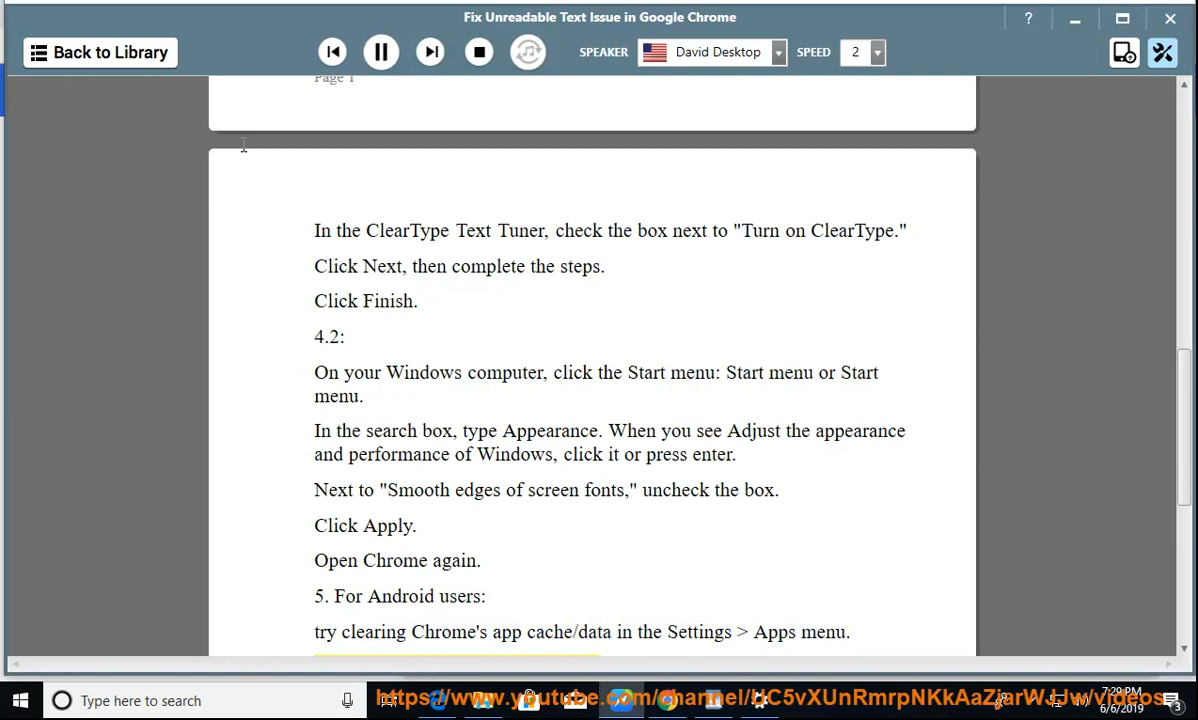 Fix Unreadable Text Issue in Google Chrome
Back to Library
SPEAKER David Desktop SPEED 2
Page 1
In the ClearType Text Tuner, check the box next to "Turn on ClearType."
Click Next, then complete the steps.
Click Finish.
4.2:
On your Windows computer, click the Start menu: Start menu or Start
menu.
In the search box, type Appearance. When you see Adjust the appearance
and performance of Windows, click it or press enter.
Next to "Smooth edges of screen fonts," uncheck the box.
Click Apply.
Open Chrome again.
5. For Android users:
try clearing Chrome's app cache/data in the Settings > Apps menu.
Type here to search
7:29 PM
6/6/2019
3